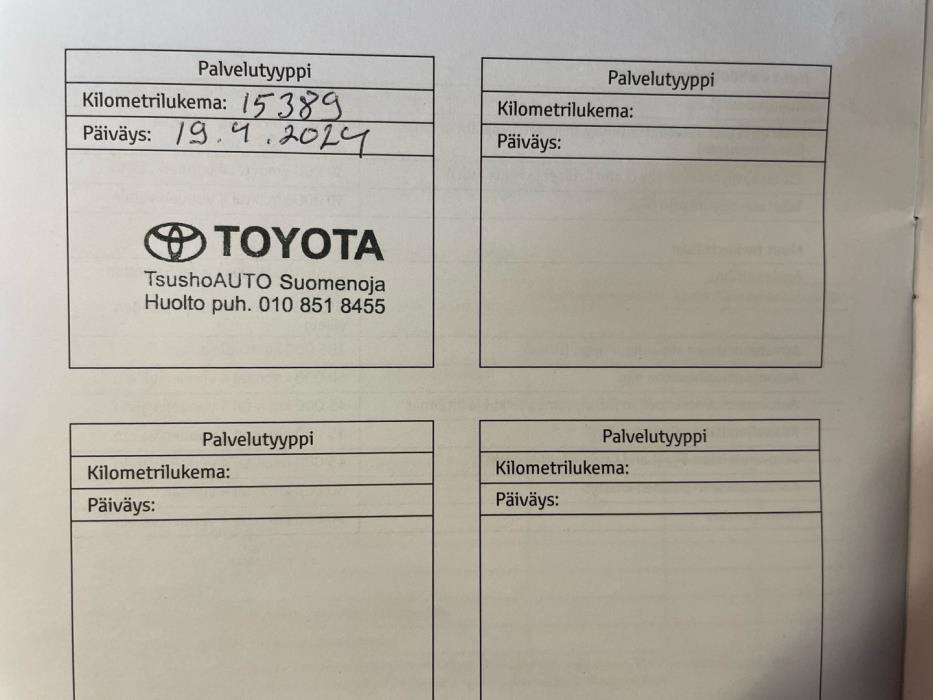 Palvelutyyppi
Kilometrilukema: 15389
Päiväys: 19.4.2024
TOYOTA
TsushoAUTO Suomenoja
Huolto puh. 010 851 8455
Palvelutyyppi
Kilometrilukema:
Päiväys:
Palvelutyyppi
Kilometrilukema:
Päiväys:
Palvelutyyppi
Kilometrilukema:
Päiväys: